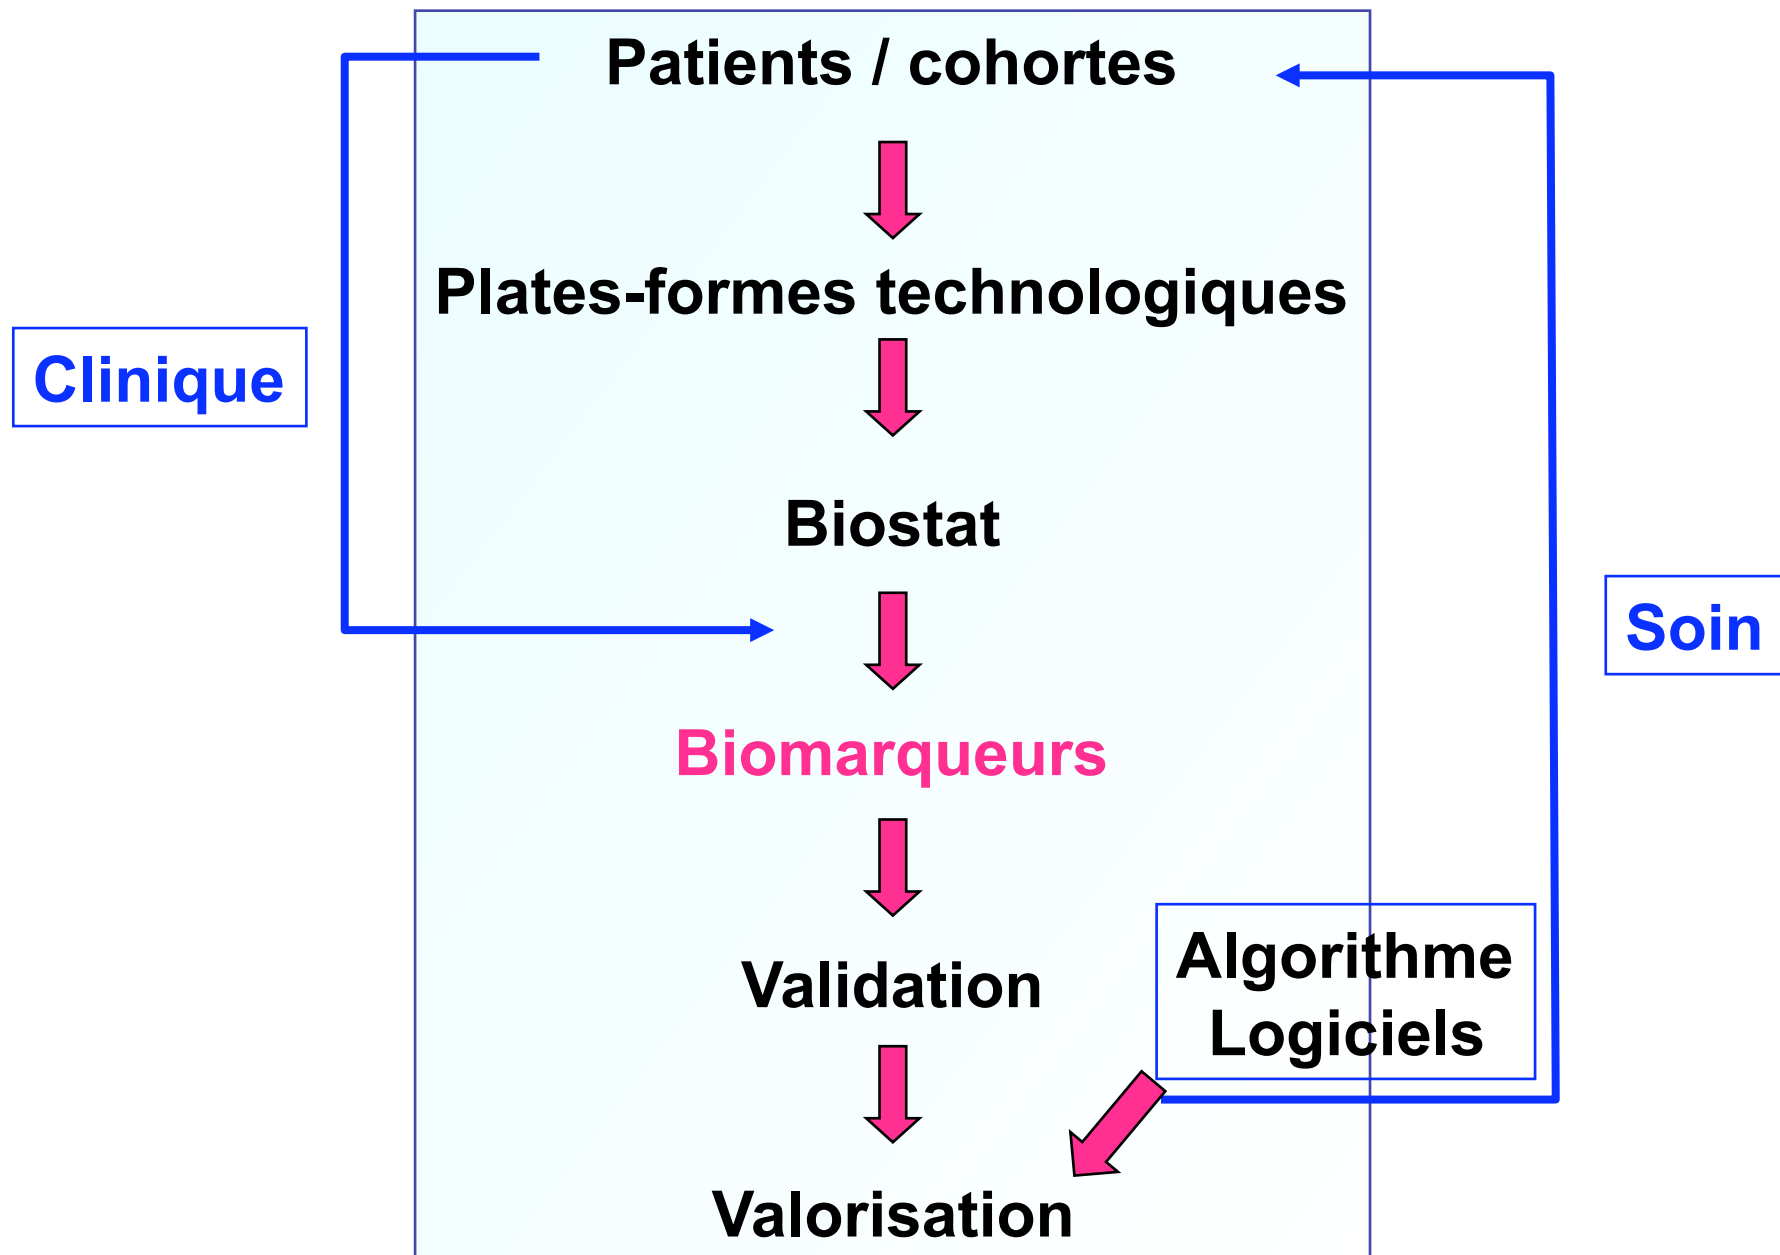 Patients / cohortes
Plates-formes technologiques
Clinique
Biostat
Soin
Biomarqueurs
Validation
Algorithme
Logiciels
Valorisation